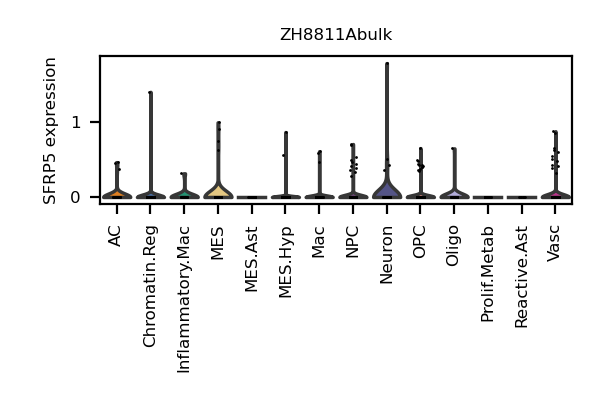 ZH8811Abulk
SFRP5 expression
1
0
AC
Chromatin.Reg
Inflammatory.Mac
MES
MES.Ast
MES.Hyp
Mac
NPC
Neuron
OPC
Oligo
Prolif.Metab
Reactive.Ast
Vasc